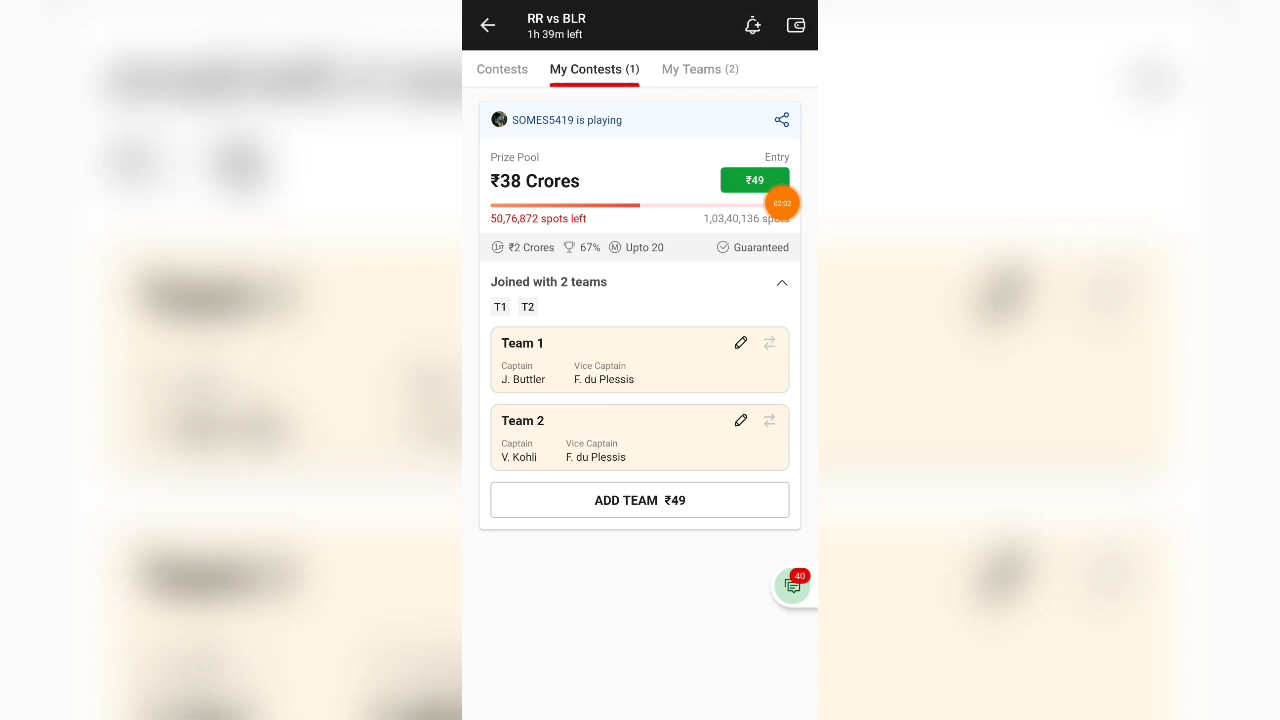 RR vs BLR
1h 39m left
Contests My Contests (1) My Teams (2)
SOMES5419 is playing
Prize Pool Entry
₹38 Crores ₹49
02:02
50,76,872 spots left 1,03,40,136
1st ₹2 Crores 67% M Upto 20 Guaranteed
Joined with 2 teams
T1 T2
Team 1
Captain Vice Captain
J. Buttler F. du Plessis
Team 2
Captain Vice Captain
V. Kohli F. du Plessis
ADD TEAM ₹49
40